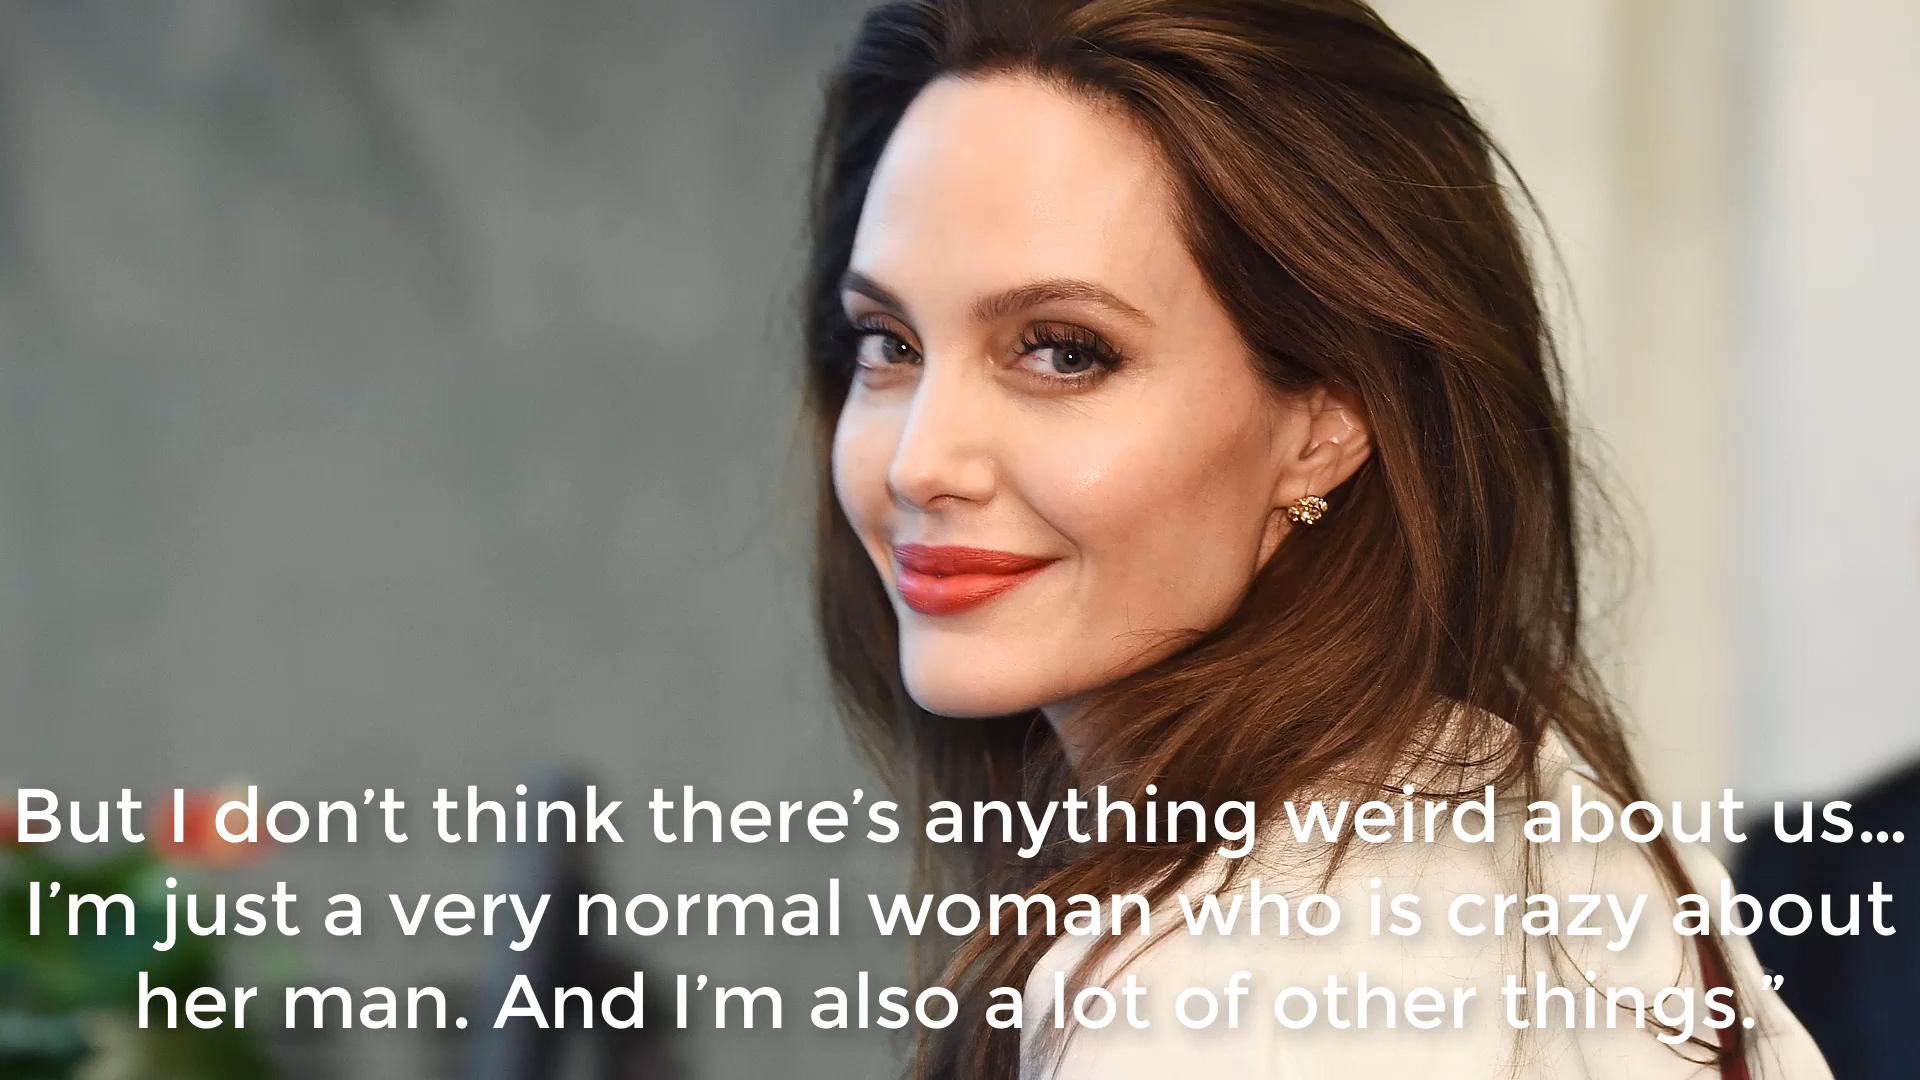 But I don’t think there’s anything weird about us…
I’m just a very normal woman who is crazy about
her man. And I’m also a lot of other things.”